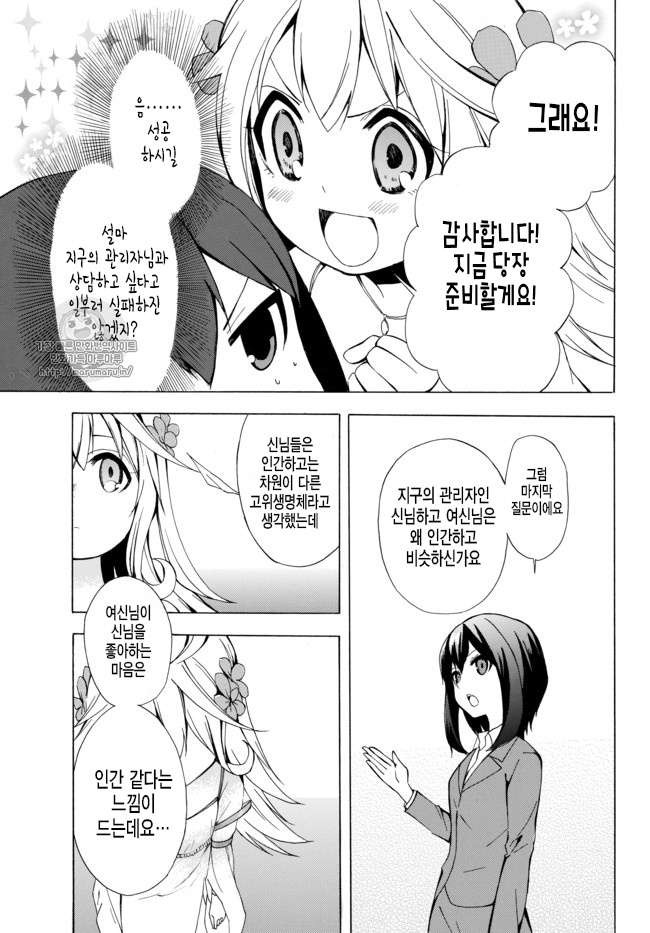 그래요!
감사합니다!
지금 당장
준비할게요!
음……
성공
하시길
설마
지구의 관리자님과
상담하고 싶다고
일부러 실패하진
않겠지?
http://marumaru.in/
그럼
마지막
질문이에요
지구의 관리자인
신님하고 여신님은
왜 인간하고
비슷하신가요
신님들은
인간하고는
차원이 다른
고위생명체라고
생각했는데
여신님이
신님을
좋아하는
마음은
인간 같다는
느낌이
드는데요…